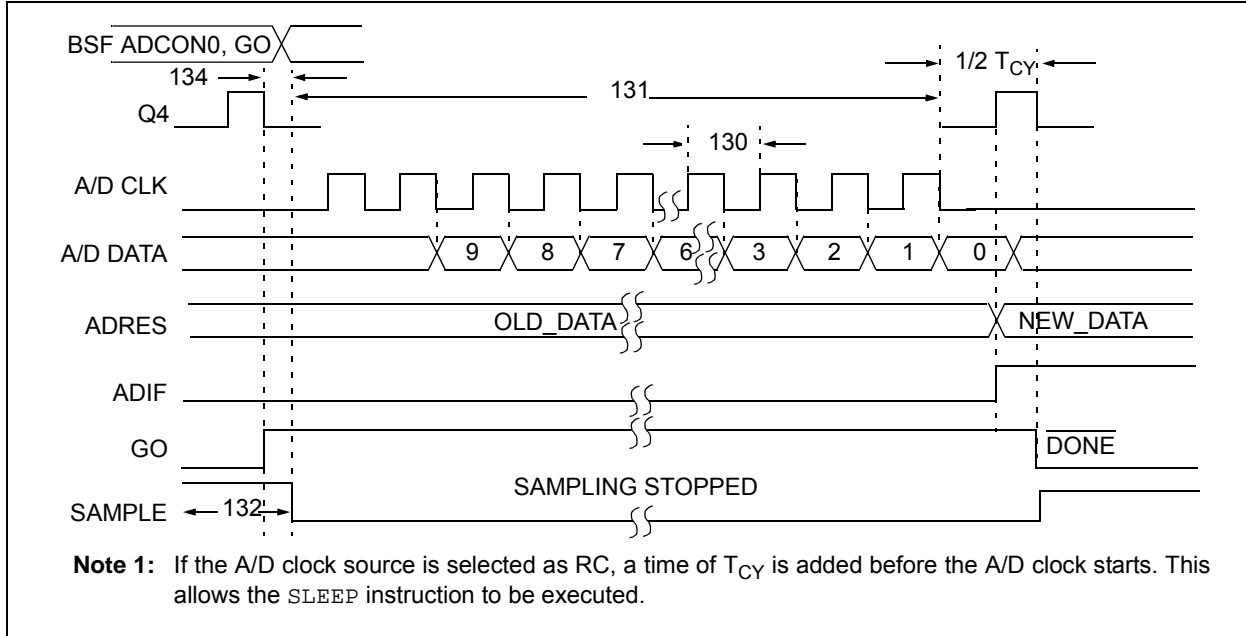 BSF ADCON0, GO
134
131
1/2 TCY
Q4
130
A/D CLK
A/D DATA
9 8 7 6 3 2 1 0
ADRES
OLD_DATA
NEW_DATA
ADIF
GO
DONE
SAMPLING STOPPED
SAMPLE
132
Note 1: If the A/D clock source is selected as RC, a time of TCY is added before the A/D clock starts. This
allows the SLEEP instruction to be executed.